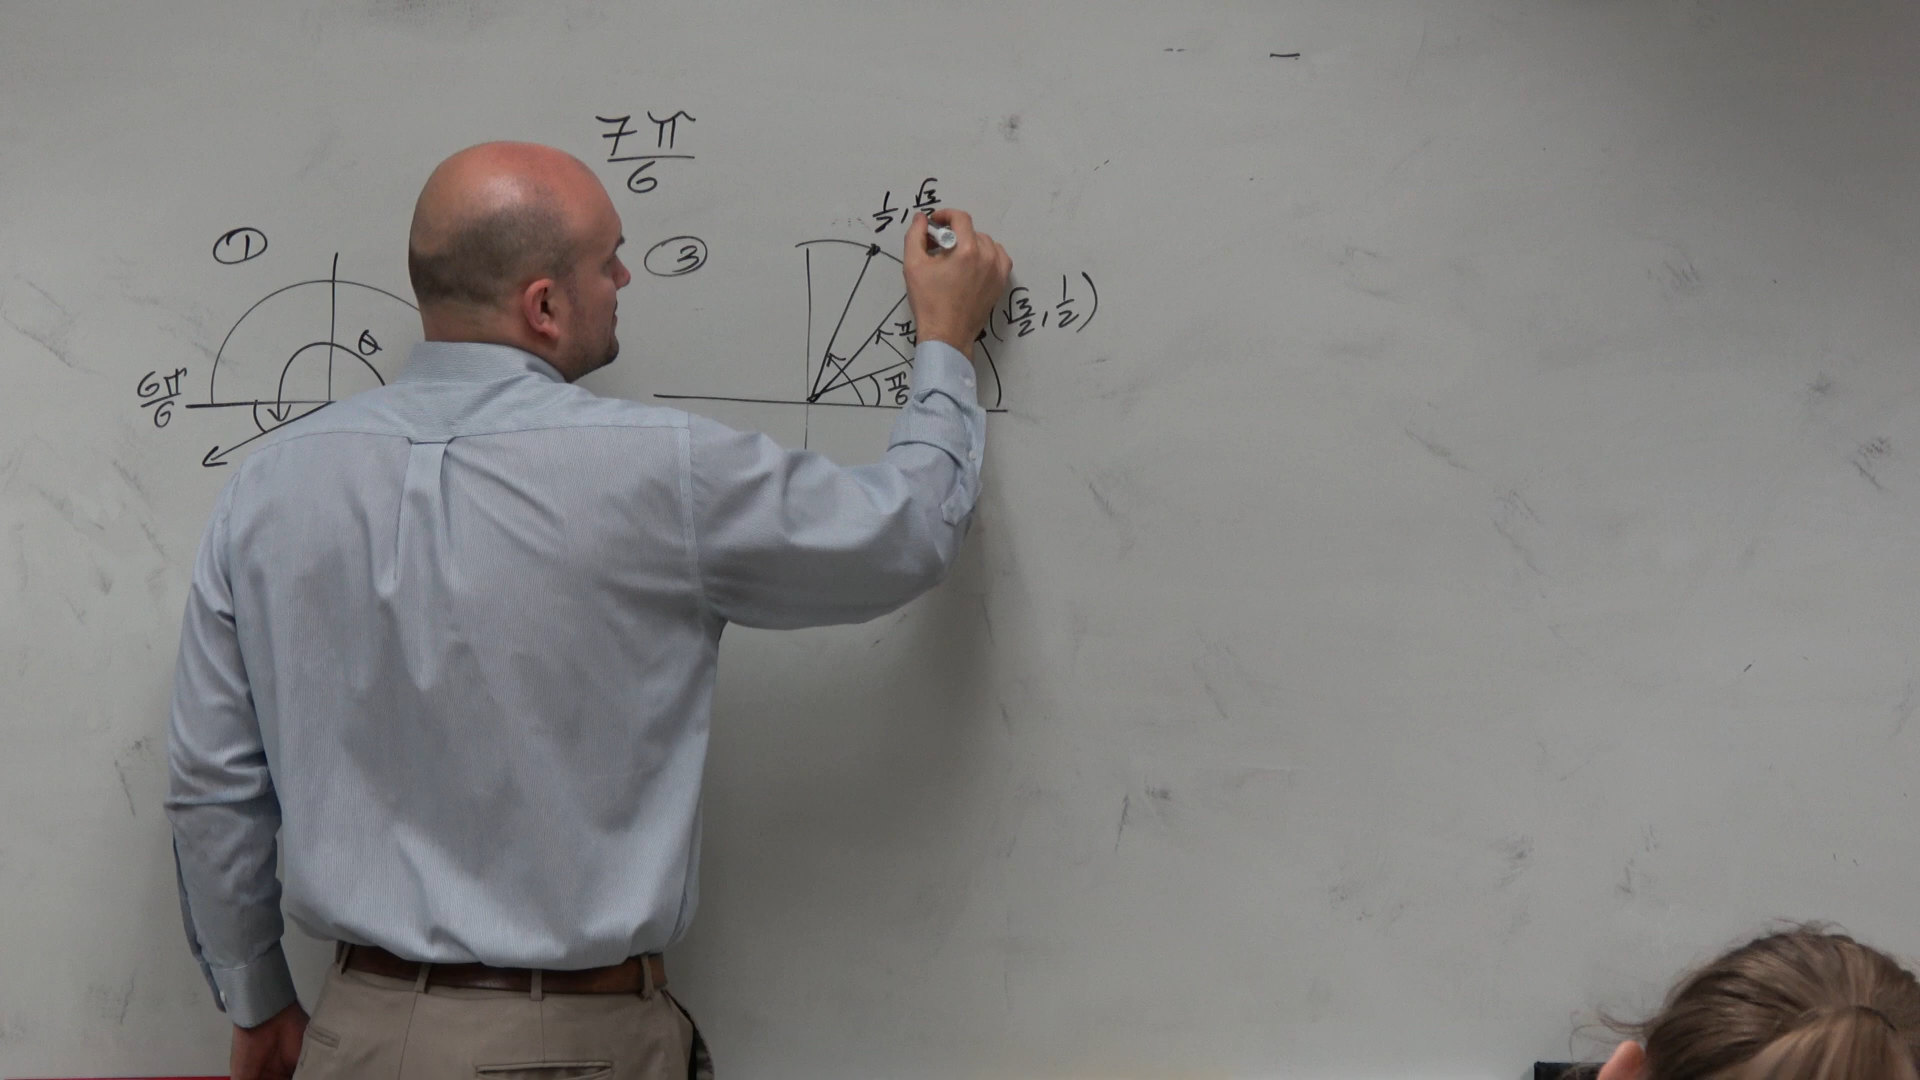 7π/6
①
θ
6π/6
③
1/2, √3/2
(√3/2, 1/2)
π/6